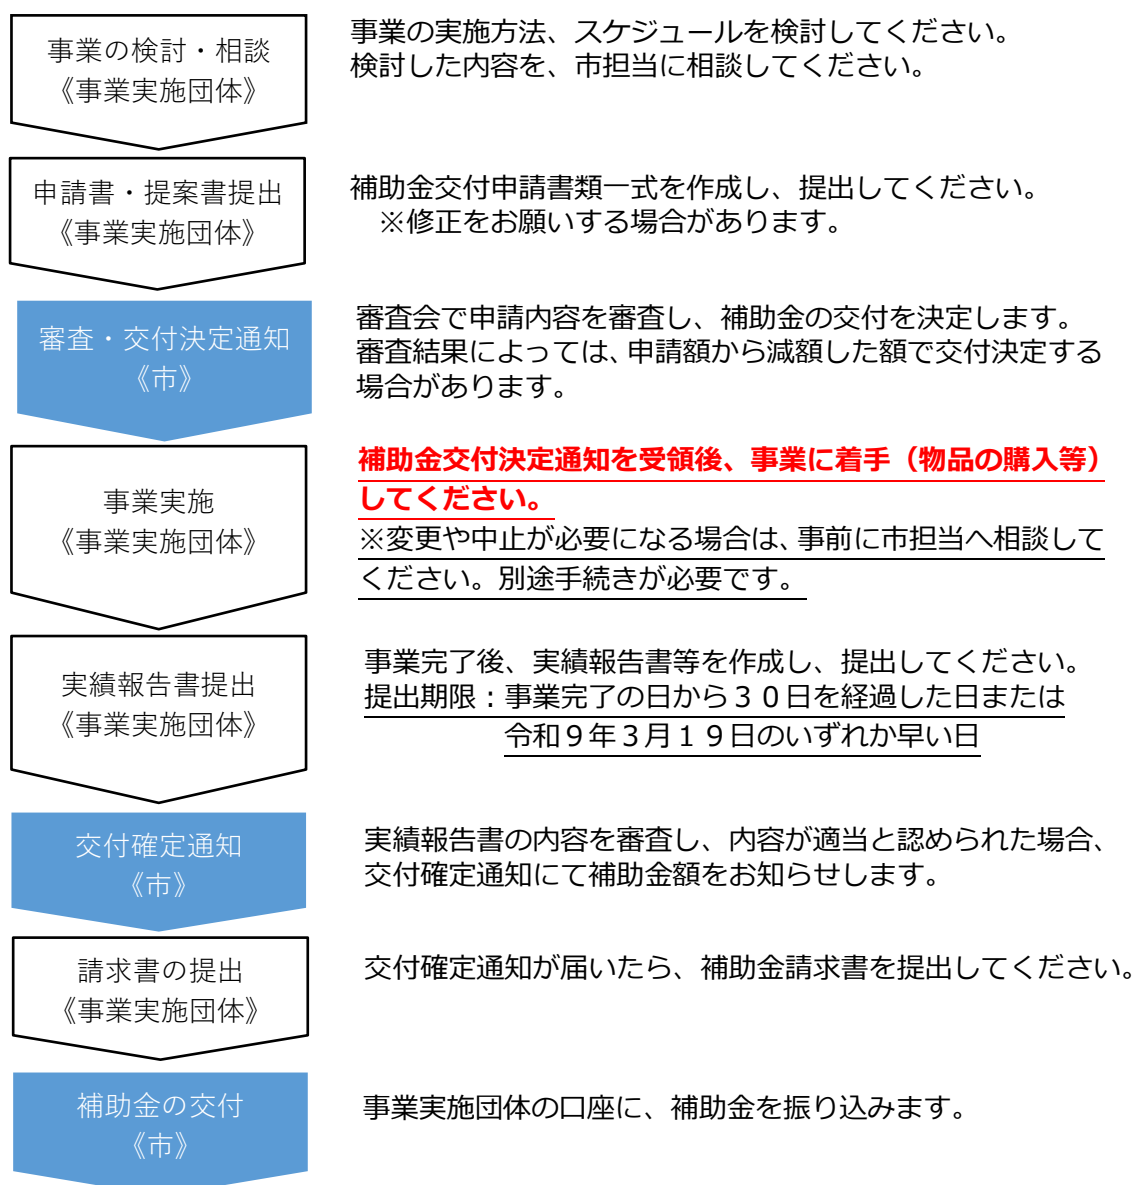 事業の検討・相談
《事業実施団体》
事業の実施方法、スケジュールを検討してください。
検討した内容を、市担当に相談してください。
申請書・提案書提出
《事業実施団体》
補助金交付申請書類一式を作成し、提出してください。
※修正をお願いする場合があります。
審査・交付決定通知
《市》
審査会で申請内容を審査し、補助金の交付を決定します。
審査結果によっては、申請額から減額した額で交付決定する
場合があります。
事業実施
《事業実施団体》
補助金交付決定通知を受領後、事業に着手（物品の購入等）
してください。
※変更や中止が必要になる場合は、事前に市担当へ相談して
ください。別途手続きが必要です。
実績報告書提出
《事業実施団体》
事業完了後、実績報告書等を作成し、提出してください。
提出期限：事業完了の日から３０日を経過した日または
令和９年３月１９日のいずれか早い日
交付確定通知
《市》
実績報告書の内容を審査し、内容が適当と認められた場合、
交付確定通知にて補助金額をお知らせします。
請求書の提出
《事業実施団体》
交付確定通知が届いたら、補助金請求書を提出してください。
補助金の交付
《市》
事業実施団体の口座に、補助金を振り込みます。